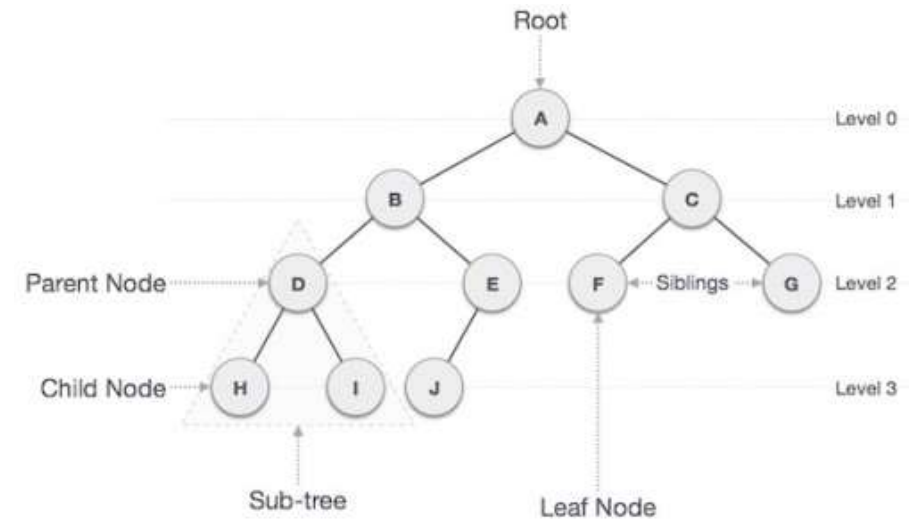 Root
A
Level 0
B
C
Level 1
Parent Node
D
E
F
Siblings
G
Level 2
Child Node
H
I
J
Level 3
Sub-tree
Leaf Node